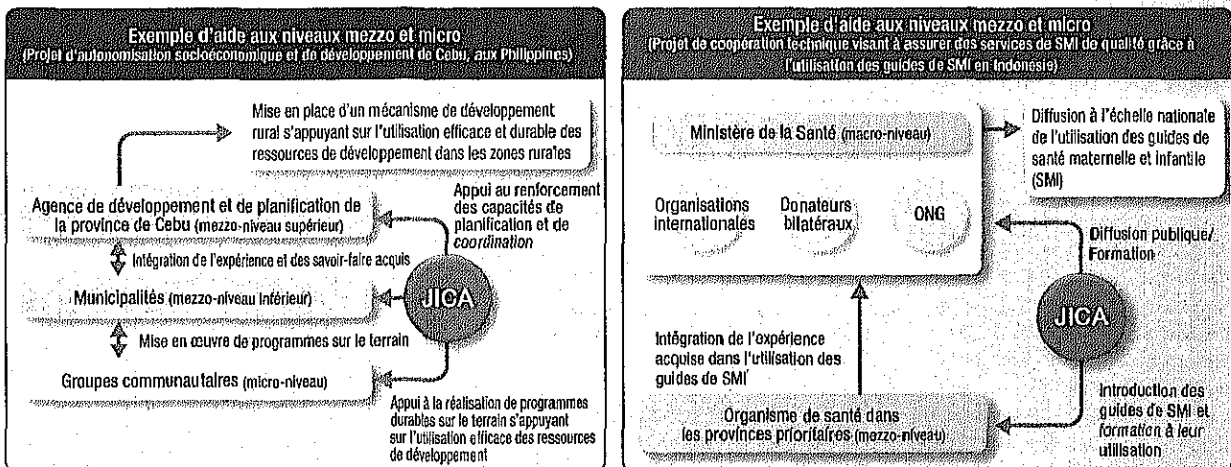 Exemple d'aide aux niveaux mezzo et micro
(Projet d'autonomisation socioéconomique et de développement de Cebu, aux Philippines)
Mise en place d'un mécanisme de développement
rural s'appuyant sur l'utilisation efficace et durable des
ressources de développement dans les zones rurales
Agence de développement et de planification de
la province de Cebu (mezzo-niveau supérieur)
Appui au renforcement
des capacités de
planification et de
coordination
Intégration de l'expérience et des savoir-faire acquis
Municipalités (mezzo-niveau inférieur)
JICA
Mise en œuvre de programmes sur le terrain
Groupes communautaires (micro-niveau)
Appui à la réalisation de programmes
durables sur le terrain s'appuyant
sur l'utilisation efficace des ressources
de développement
Exemple d'aide aux niveaux mezzo et micro
(Projet de coopération technique visant à assurer des services de SMI de qualité grâce à
l'utilisation des guides de SMI en Indonésie)
Ministère de la Santé (macro-niveau)
Organisations
internationales
Donateurs
bilatéraux
ONG
Diffusion à l'échelle nationale
de l'utilisation des guides de
santé maternelle et infantile
(SMI)
Diffusion publique/
Formation
JICA
Intégration de l'expérience
acquise dans l'utilisation des
guides de SMI
Organisme de santé dans
les provinces prioritaires (mezzo-niveau)
Introduction des
guides de SMI et
formation à leur
utilisation